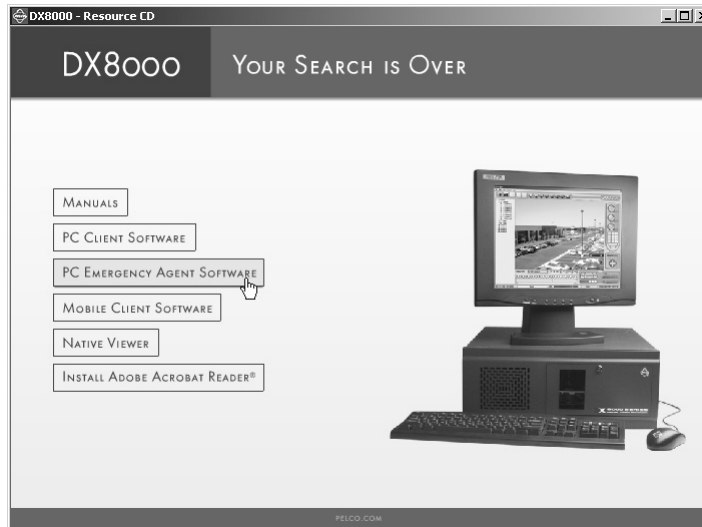 DX8000 - Resource CD
DX8000
YOUR SEARCH IS OVER
MANUALS
PC CLIENT SOFTWARE
PC EMERGENCY AGENT SOFTWARE
MOBILE CLIENT SOFTWARE
NATIVE VIEWER
INSTALL ADOBE ACROBAT READER®
PELCO.COM